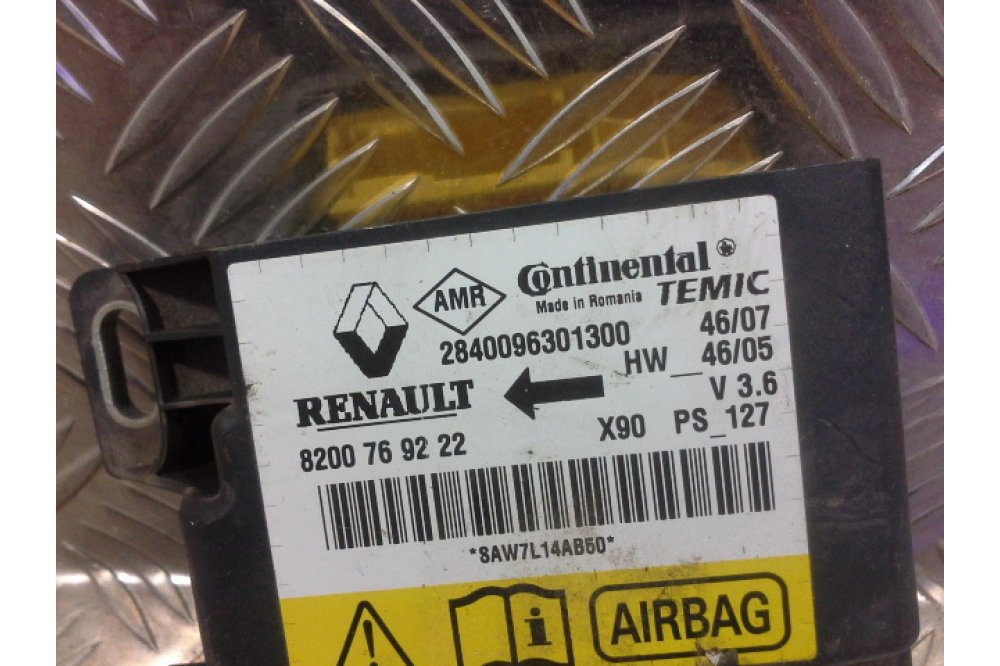 AMR
Continental
Made in Romania TEMIC
2840096301300 46/07
HW__46/05
RENAULT V 3.6
8200 76 92 22 X90 PS_127
*SAW7L14AB50*
i AIRBAG